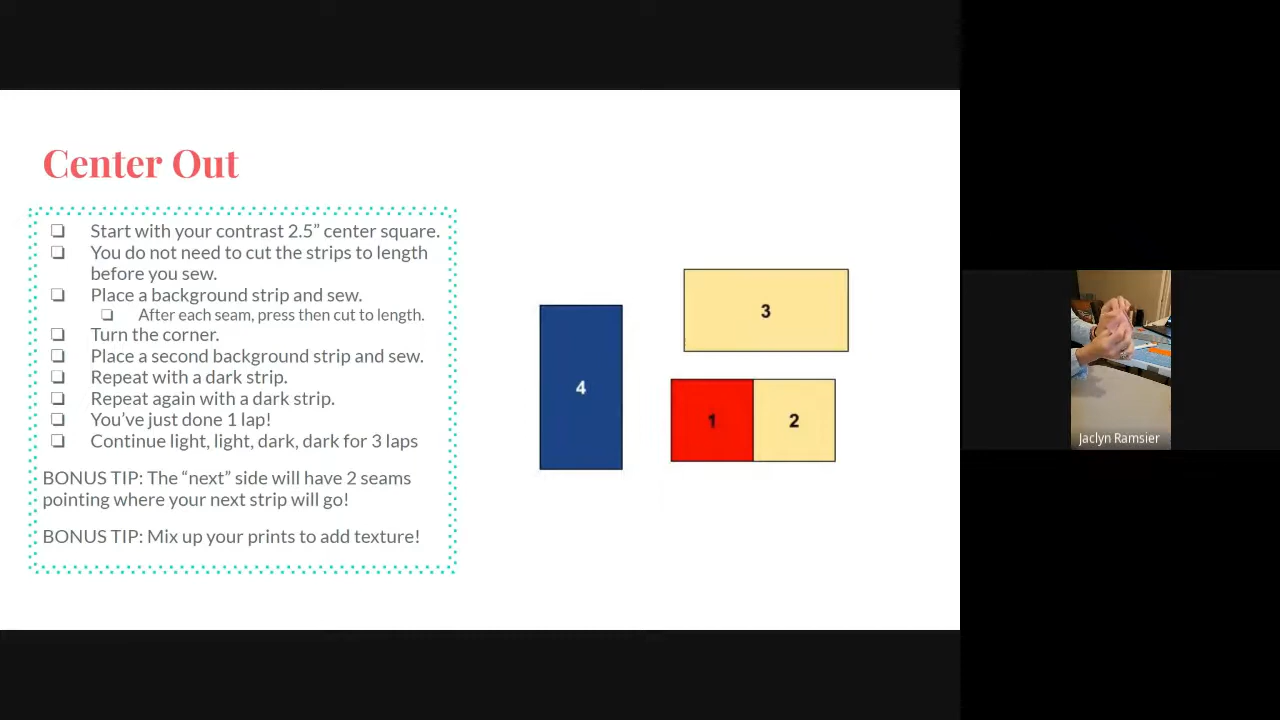 Center Out
❏ Start with your contrast 2.5” center square.
❏ You do not need to cut the strips to length
before you sew.
❏ Place a background strip and sew.
❏ After each seam, press then cut to length.
❏ Turn the corner.
❏ Place a second background strip and sew.
❏ Repeat with a dark strip.
❏ Repeat again with a dark strip.
❏ You’ve just done 1 lap!
❏ Continue light, light, dark, dark for 3 laps
BONUS TIP: The “next” side will have 2 seams
pointing where your next strip will go!
BONUS TIP: Mix up your prints to add texture!
3
4
1
2
Jaclyn Ramsier